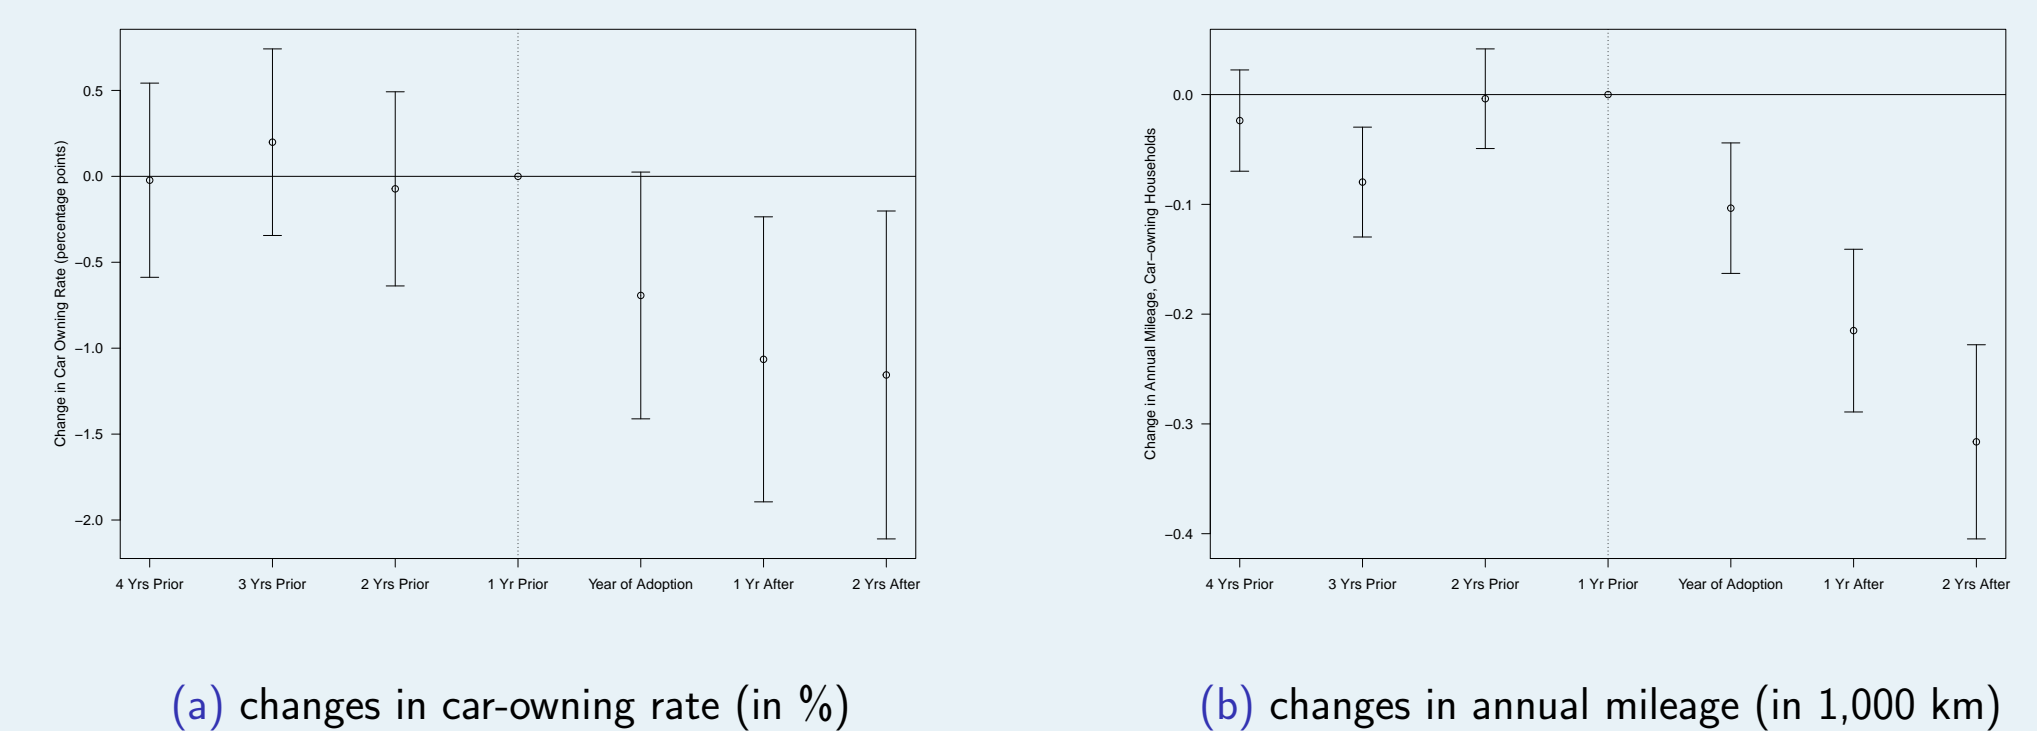 Change in Car Owning Rate (percentage points)
0.5
0.0
−0.5
−1.0
−1.5
−2.0
4 Yrs Prior
3 Yrs Prior
2 Yrs Prior
1 Yr Prior
Year of Adoption
1 Yr After
2 Yrs After
(a) changes in car-owning rate (in %)
Change in Annual Mileage, Car−owning Households
0.0
−0.1
−0.2
−0.3
−0.4
4 Yrs Prior
3 Yrs Prior
2 Yrs Prior
1 Yr Prior
Year of Adoption
1 Yr After
2 Yrs After
(b) changes in annual mileage (in 1,000 km)